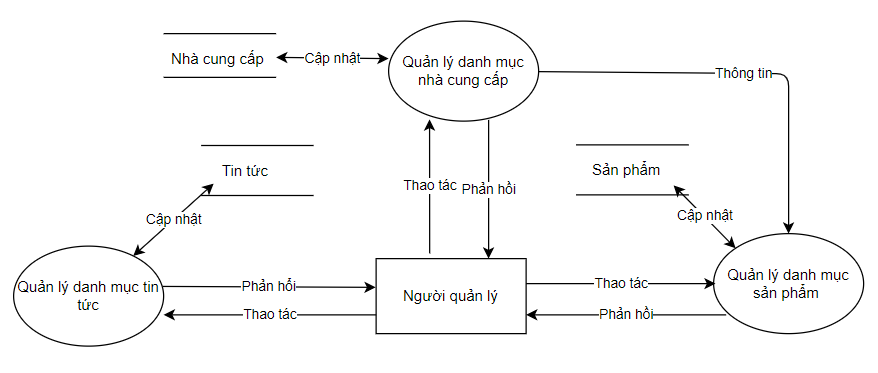 Nhà cung cấp
Cập nhật
Quản lý danh mục
nhà cung cấp
Thông tin
Tin tức
Thao tác
Phản hồi
Sản phẩm
Cập nhật
Cập nhật
Quản lý danh mục tin
tức
Phản hổi
Thao tác
Người quản lý
Thao tác
Phản hồi
Quản lý danh mục
sản phẩm